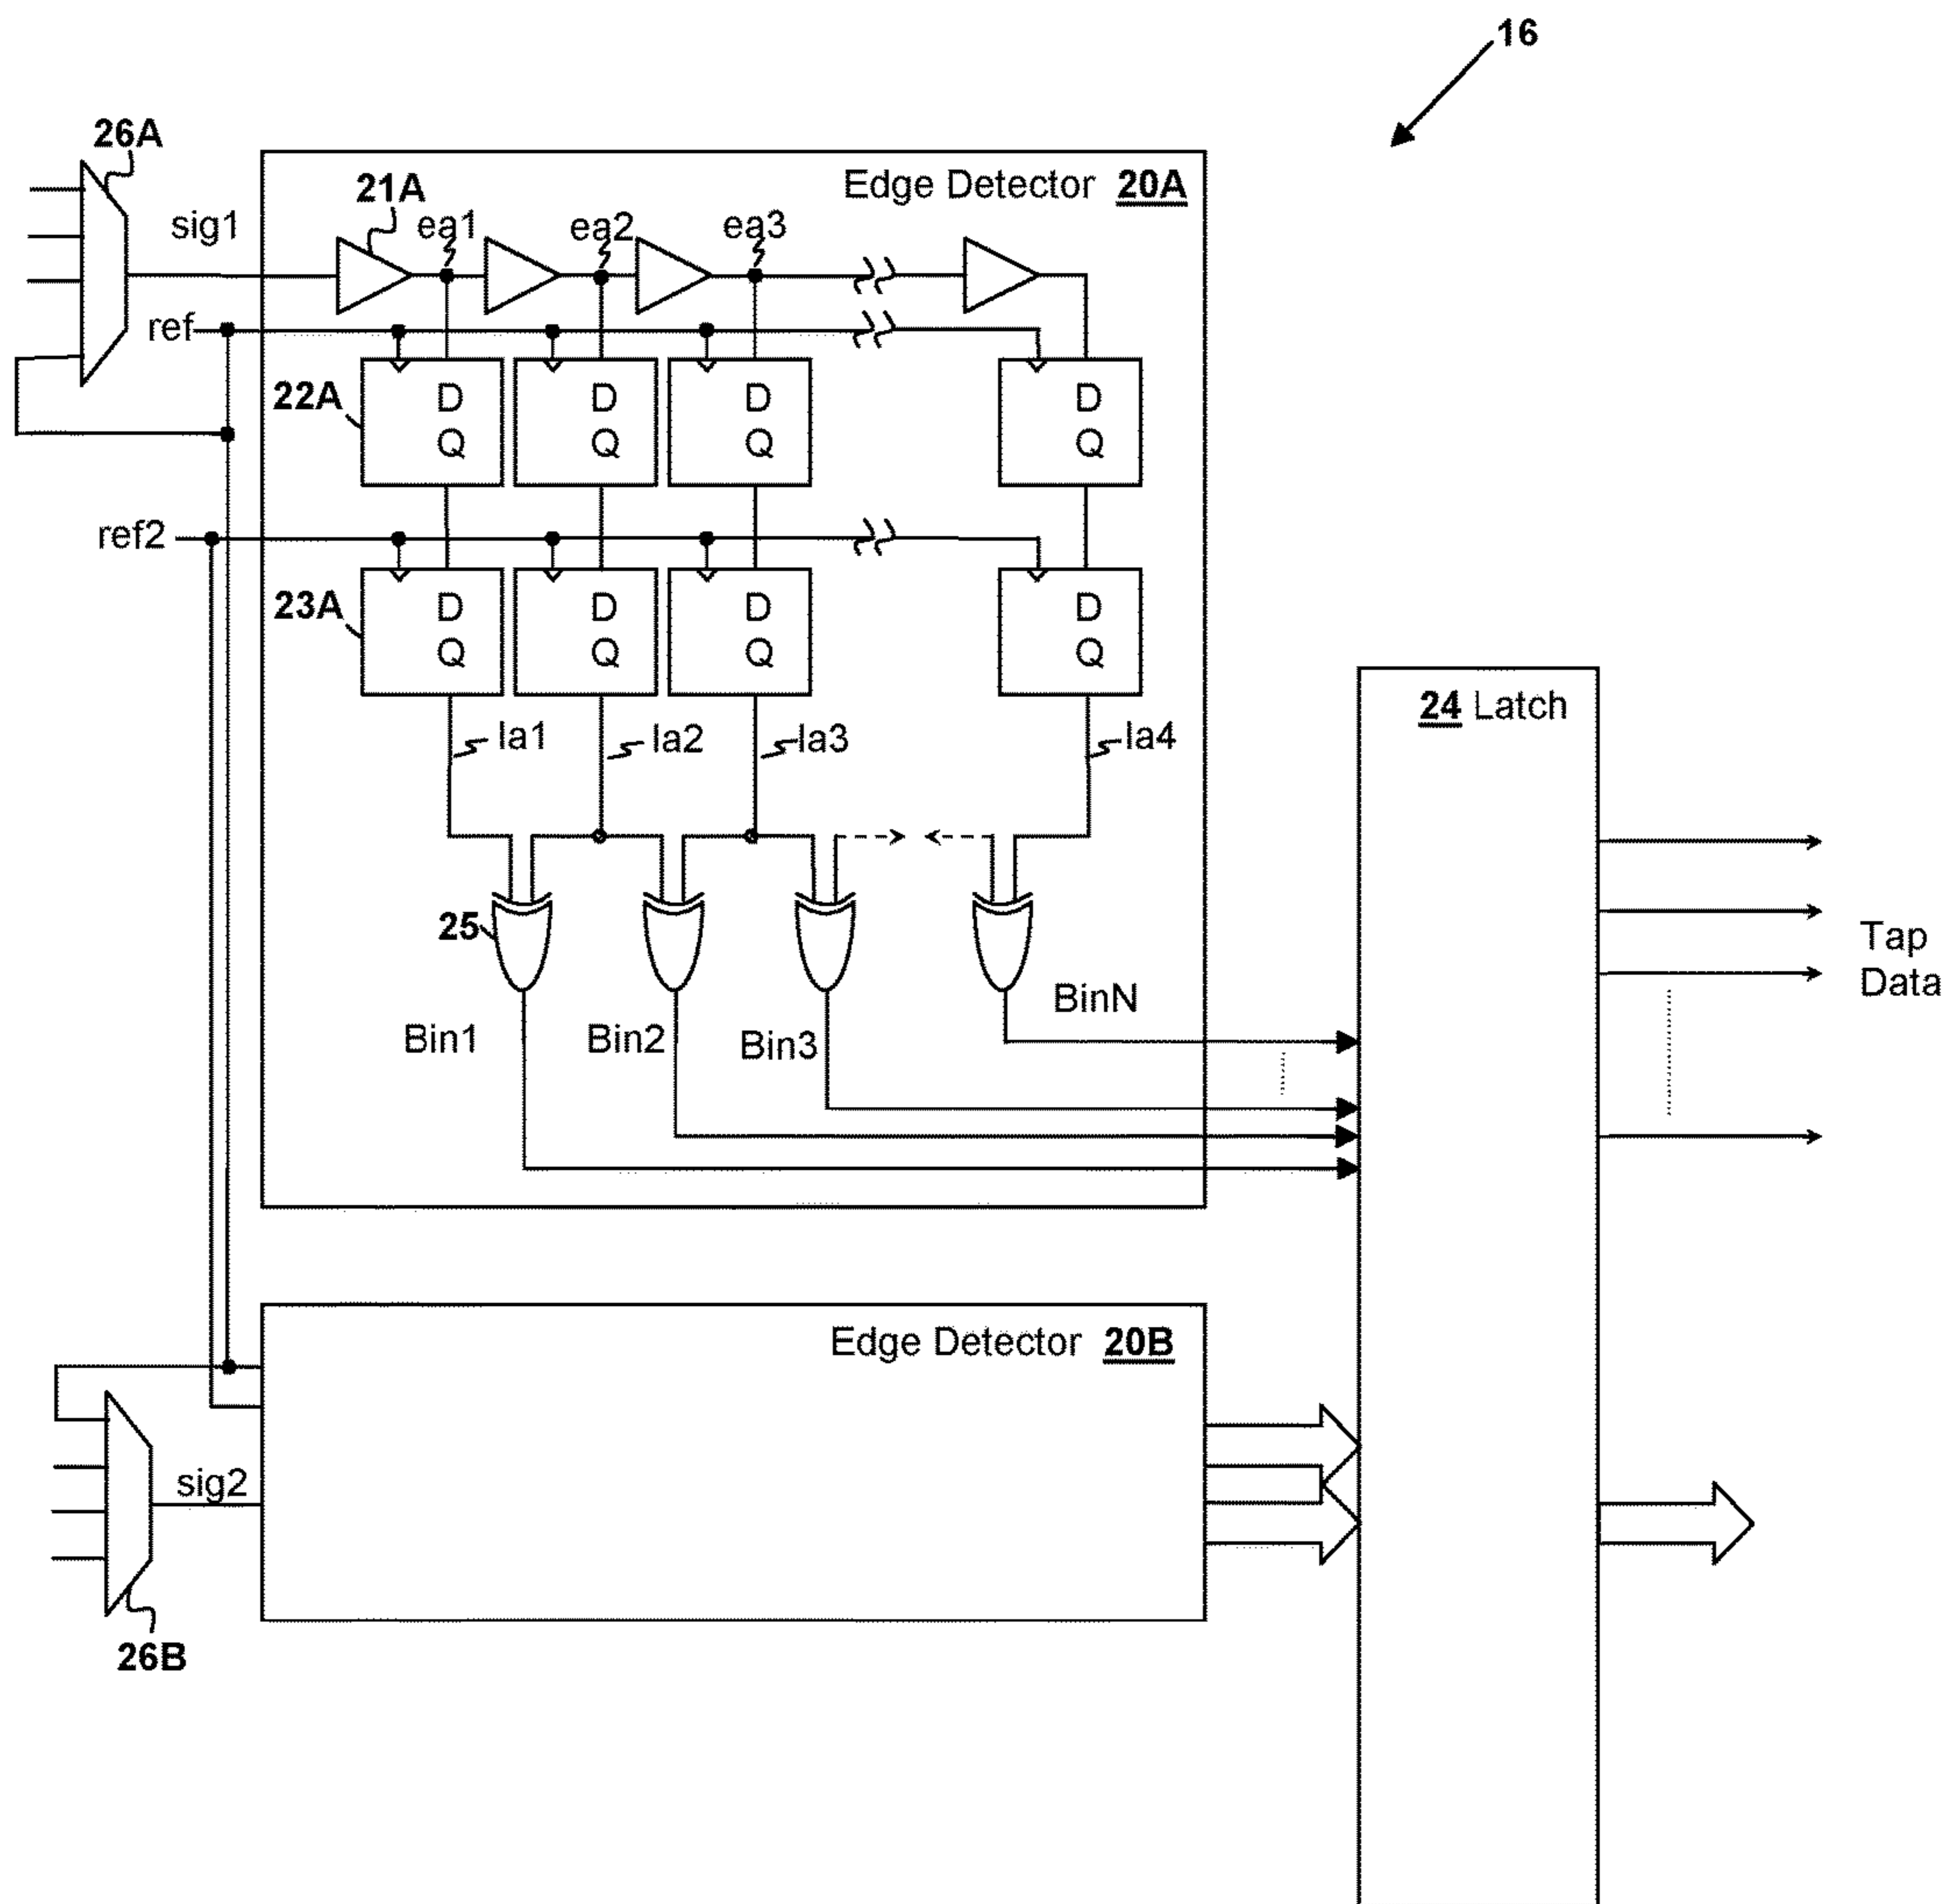 16
26A
Edge Detector 20A
21A
sig1
ea1
ea2
ea3
ref
22A
D
Q
D
Q
D
Q
D
Q
ref2
23A
D
Q
D
Q
D
Q
D
Q
la1
la2
la3
la4
24 Latch
25
Bin1
Bin2
Bin3
BinN
Tap
Data
Edge Detector 20B
sig2
26B